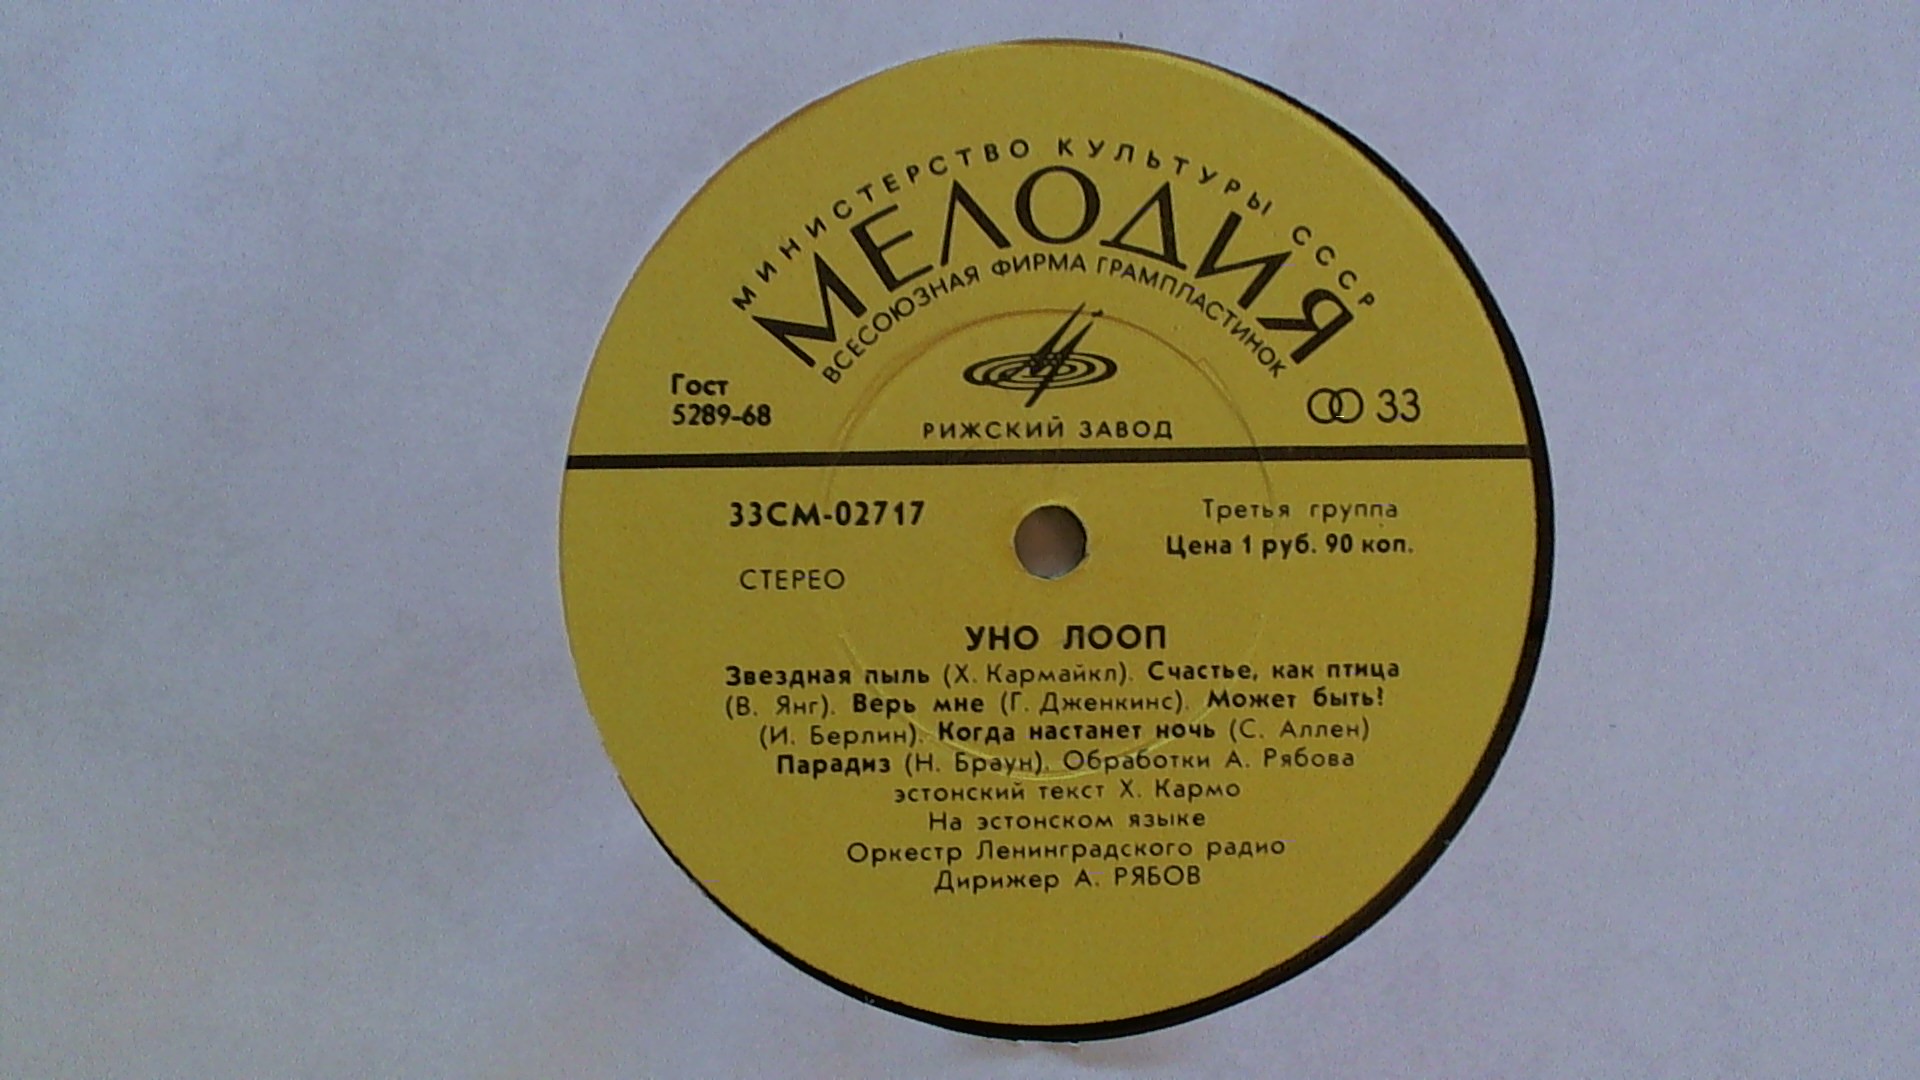 МИНИСТЕРСТВО КУЛЬТУРЫ СССР
МЕЛОДИЯ
ВСЕСОЮЗНАЯ ФИРМА ГРАМПЛАСТИНОК
Гост
5289-68
33
РИЖСКИЙ ЗАВОД
33СМ-02717
Третья группа
Цена 1 руб. 90 коп.
СТЕРЕО
УНО ЛООП
Звездная пыль (Х. Кармайкл). Счастье, как птица
(В. Янг). Верь мне (Г. Дженкинс). Может быть?
(И. Берлин). Когда настанет ночь (С. Аллен)
Парадиз (Н. Браун). Обработки А. Рябова
эстонский текст Х. Кармо
На эстонском языке
Оркестр Ленинградского радио
Дирижер А. РЯБОВ